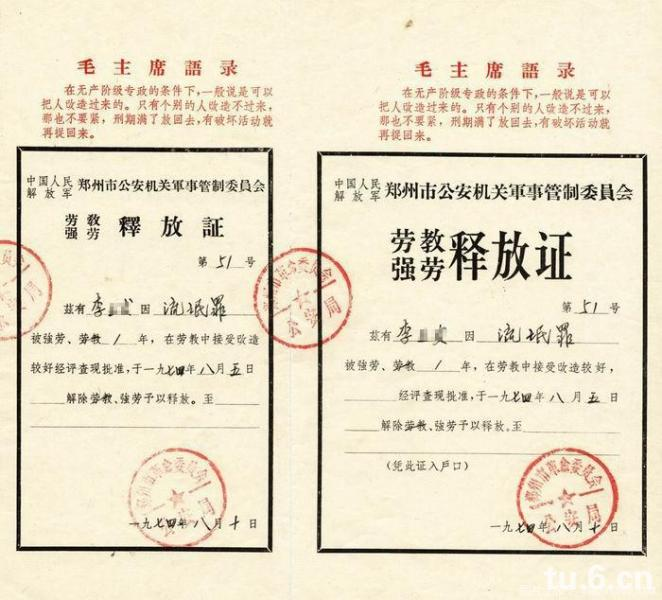 毛主席語录
在无产阶级专政的条件下，一般说是可以
把人改造过来的。只有个别的人改造不过来，
那也不要紧，刑期满了放回去，有破坏活动就
再捉回来。
中国人民解放军 郑州市公安机关軍事管制委員会
劳教强劳 釋放証
第51号
兹有李 因 流氓罪
被強劳、劳教1年，在劳教中接受改造
较好经评查现批准，于一九七四年八月五日
解除劳教、強劳予以释放。至
一九七四年八月十日
郑州市革命委員会
公安局
毛主席語录
在无产阶级专政的条件下，一般说是可以
把人改造过来的。只有个别的人改造不过来，
那也不要紧，刑期满了放回去，有破坏活动就
再捉回来。
中国人民解放军 郑州市公安机关軍事管制委員会
劳教强劳 释放证
第51号
兹有李 贞因 流氓罪
被強劳、劳教1年，在劳教中接受改造较好，
经评查现批准，于一九七四年八月五日
解除劳教、強劳予以释放。至
（凭此证入戶口）
一九七四年八月十日
郑州市革命委員会
公安局
tu.6.cn